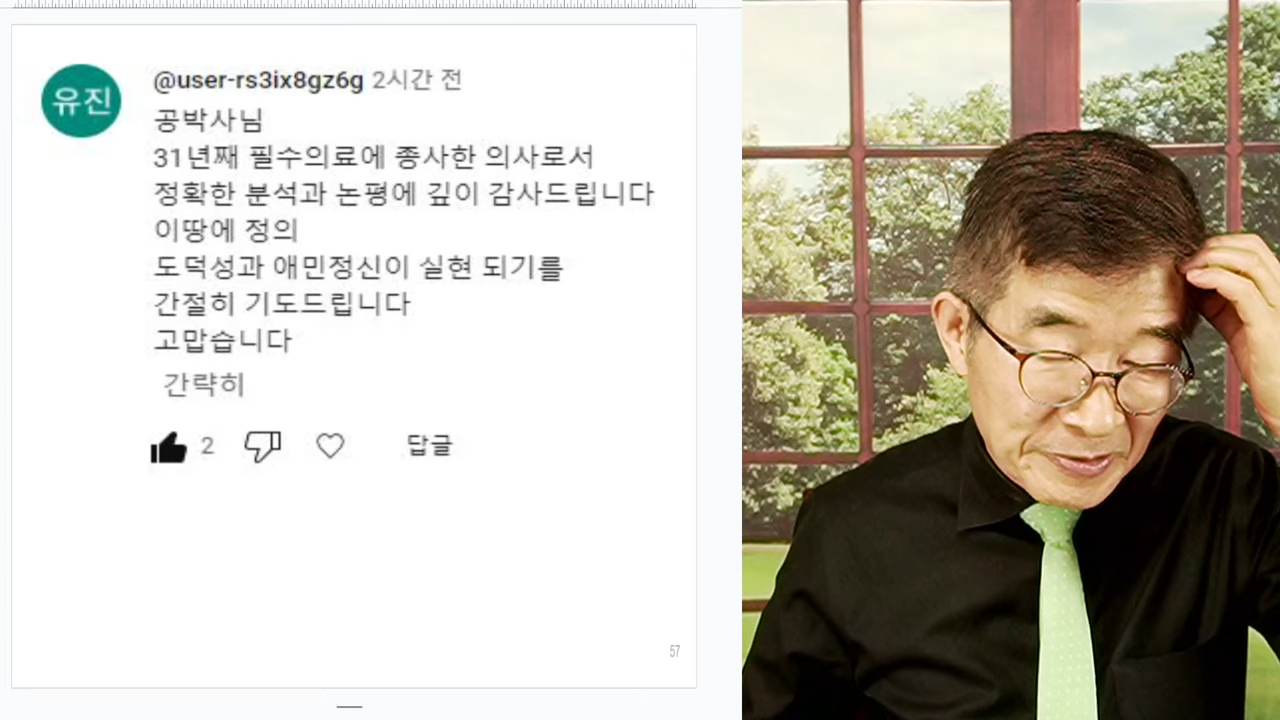 유진
@user-rs3ix8gz6g 2시간 전
공박사님
31년째 필수의료에 종사한 의사로서
정확한 분석과 논평에 깊이 감사드립니다
이땅에 정의
도덕성과 애민정신이 실현 되기를
간절히 기도드립니다
고맙습니다
간략히
2 답글
57